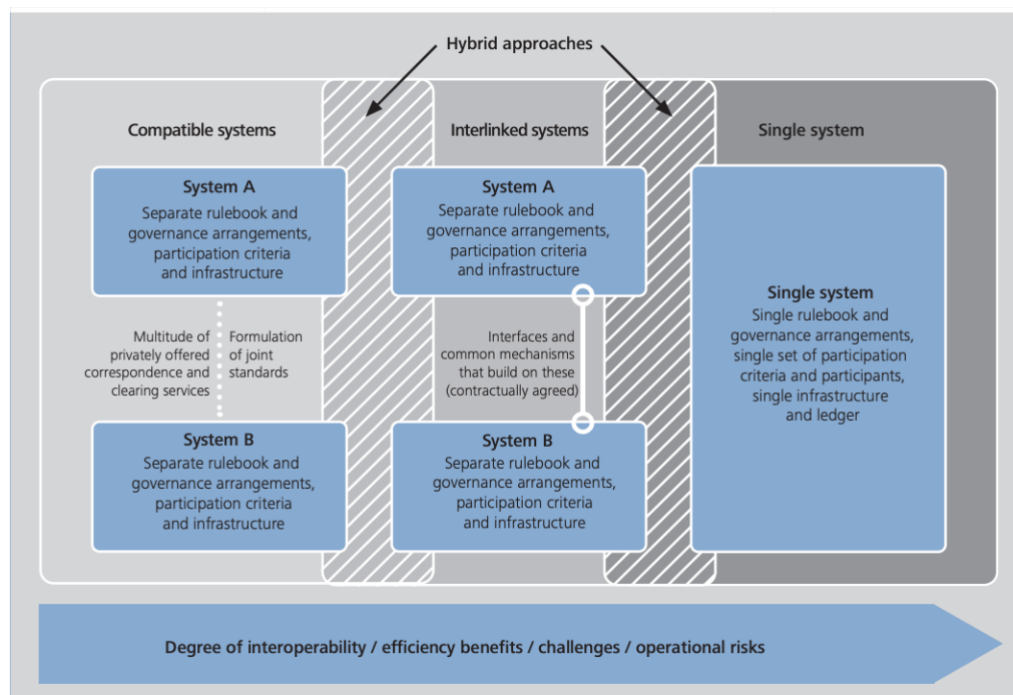 Hybrid approaches
Compatible systems
Interlinked systems
Single system
System A
Separate rulebook and
governance arrangements,
participation criteria
and infrastructure
Multitude of
privately offered
correspondence and
clearing services
Formulation
of joint
standards
System B
Separate rulebook and
governance arrangements,
participation criteria
and infrastructure
System A
Separate rulebook and
governance arrangements,
participation criteria
and infrastructure
Interfaces and
common mechanisms
that build on these
(contractually agreed)
System B
Separate rulebook and
governance arrangements,
participation criteria
and infrastructure
Single system
Single rulebook and
governance arrangements,
single set of participation
criteria and participants,
single infrastructure
and ledger
Degree of interoperability / efficiency benefits / challenges / operational risks